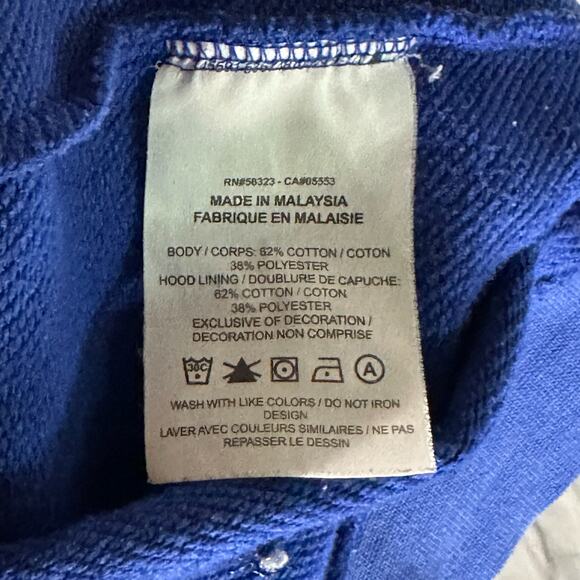 RN#56323 - CA#05553
MADE IN MALAYSIA
FABRIQUE EN MALAISIE
BODY / CORPS: 62% COTTON / COTON
38% POLYESTER
HOOD LINING / DOUBLURE DE CAPUCHE:
62% COTTON / COTON
38% POLYESTER
EXCLUSIVE OF DECORATION /
DECORATION NON COMPRISE
30C A
WASH WITH LIKE COLORS / DO NOT IRON
DESIGN
LAVER AVEC COULEURS SIMILAIRES / NE PAS
REPASSER LE DESSIN